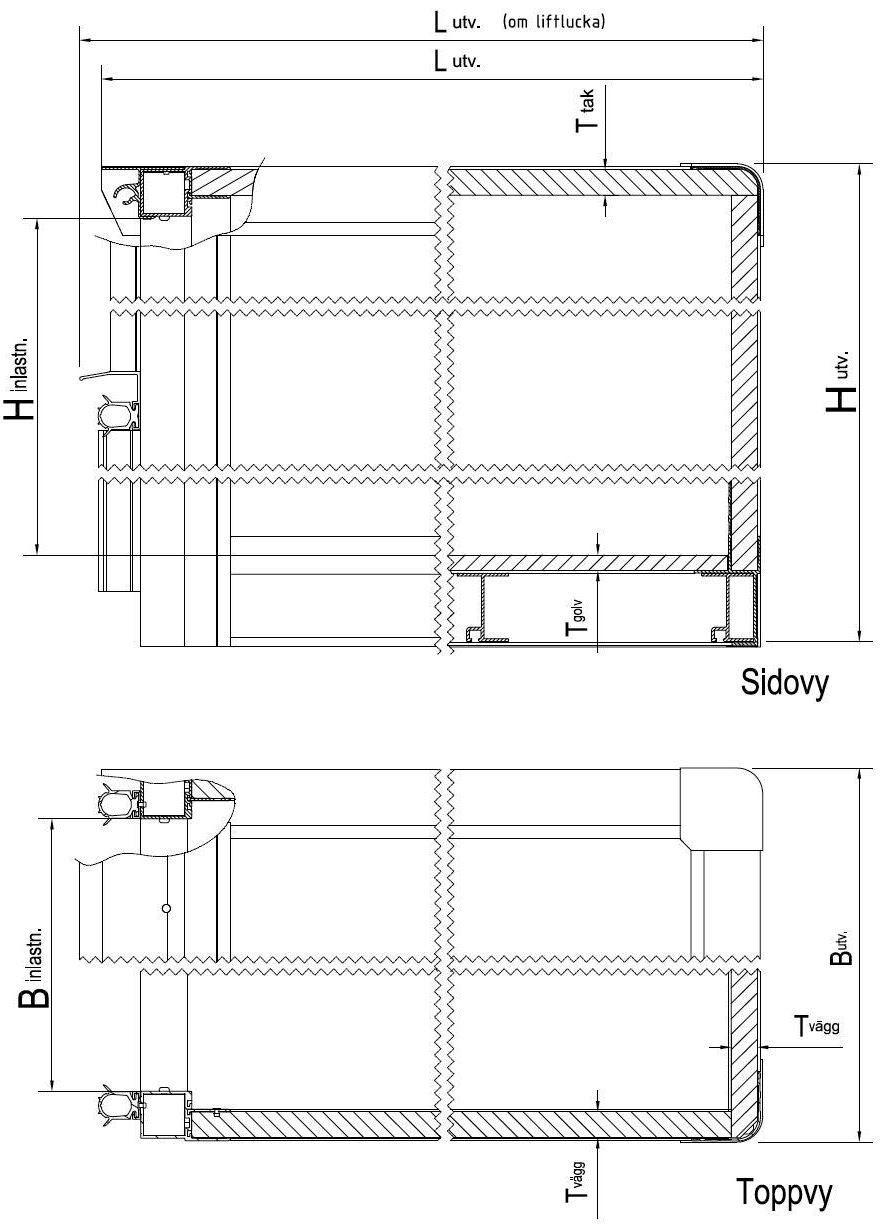 L utv. (om liftlucka)
L utv.
T tak
H inlastn.
H utv.
T golv
Sidovy
B inlastn.
B utv.
T vägg
T vägg
Toppvy